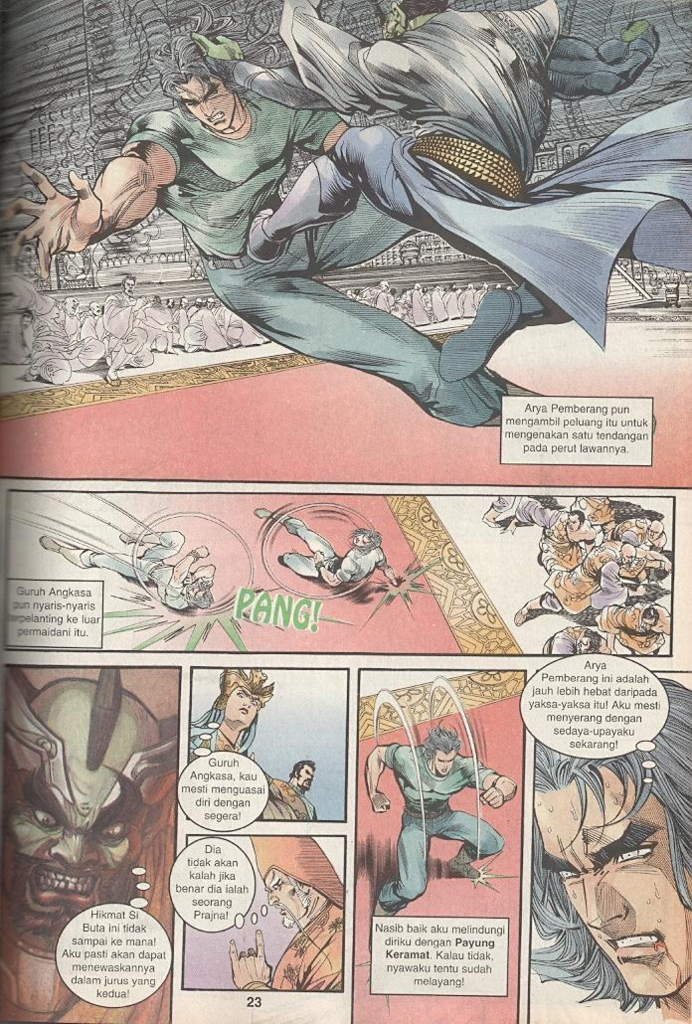 Arya Pemberang pun
mengambil peluang itu untuk
mengenakan satu tendangan
pada perut lawannya.
Guruh Angkasa
pun nyaris-nyaris
terpelanting ke luar
permaidani itu.
PANG!
Hikmat Si
Buta ini tidak
sampai ke mana!
Aku pasti akan dapat
menewaskannya
dalam jurus yang
kedua!
Guruh
Angkasa, kau
mesti menguasai
diri dengan
segera!
Dia
tidak akan
kalah jika
benar dia ialah
seorang
Prajna!
Nasib baik aku melindungi
diriku dengan Payung
Keramat. Kalau tidak,
nyawaku tentu sudah
melayang!
Arya
Pemberang ini adalah
jauh lebih hebat daripada
yaksa-yaksa itu! Aku mesti
menyerang dengan
sedaya-upayaku
sekarang!
23